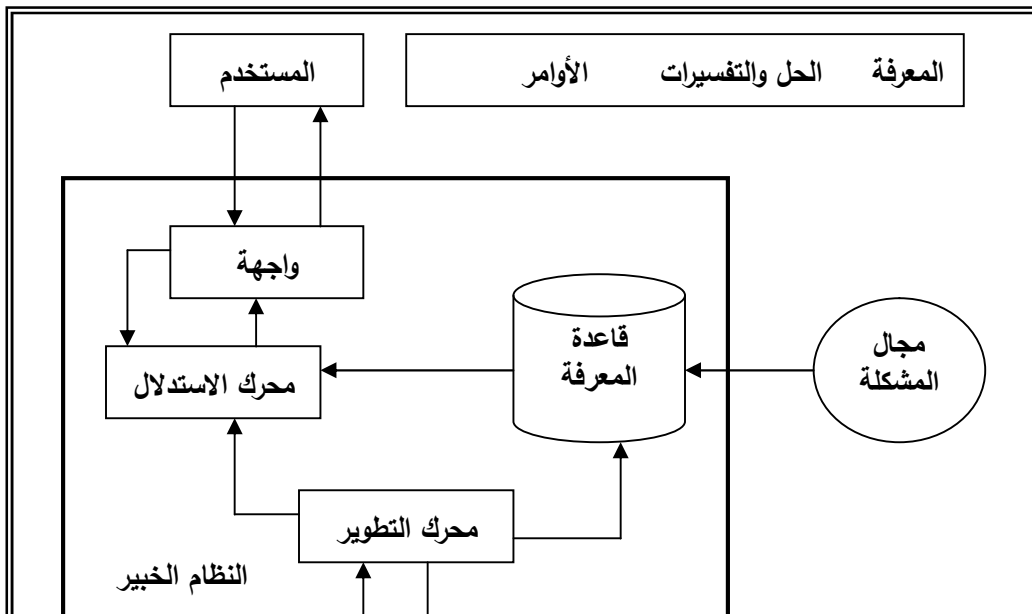 المعرفة الحل والتفسيرات الأوامر
المستخدم
واجهة
قاعدة
المعرفة
مجال
المشكلة
محرك الاستدلال
محرك التطوير
النظام الخبير